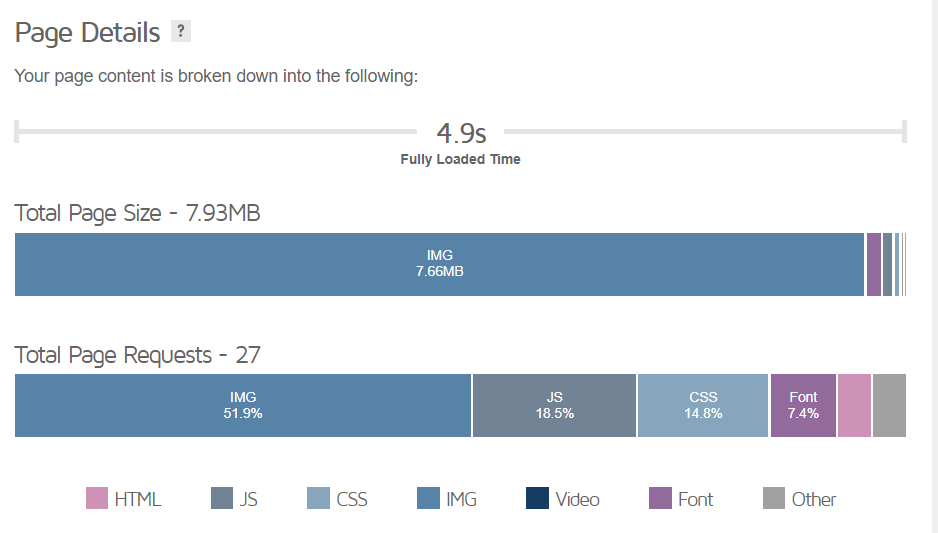 Page Details ?
Your page content is broken down into the following:
4.9s
Fully Loaded Time
Total Page Size - 7.93MB
IMG
7.66MB
Total Page Requests - 27
IMG JS CSS Font
51.9% 18.5% 14.8% 7.4%
HTML JS CSS IMG Video Font Other